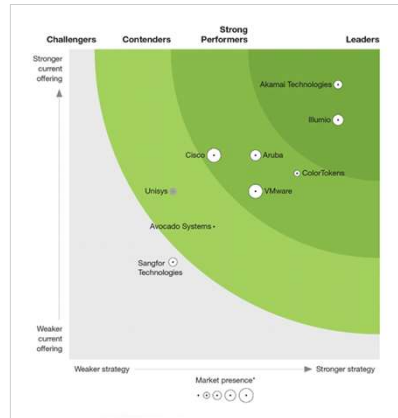 Challengers
Contenders
Strong
Performers
Leaders
Stronger
current
offering
Akamai Technologies
Illumio
Cisco
Aruba
ColorTokens
Unisys
VMware
Avocado Systems
Sangfor
Technologies
Weaker
current
offering
Weaker strategy
Stronger strategy
Market presence*